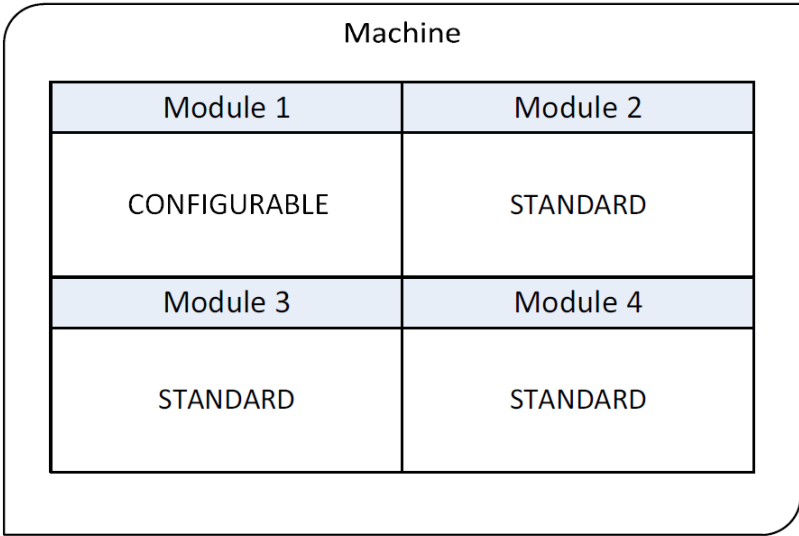 Machine
Module 1
Module 2
CONFIGURABLE
STANDARD
Module 3
Module 4
STANDARD
STANDARD